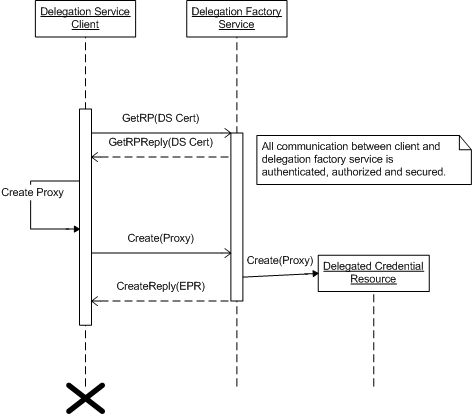 Delegation Service
Client
Delegation Factory
Service
GetRP(DS Cert)
GetRPReply(DS Cert)
All communication between client and
delegation factory service is
authenticated, authorized and secured.
Create Proxy
Create(Proxy)
Create(Proxy)
Delegated Credential
Resource
CreateReply(EPR)